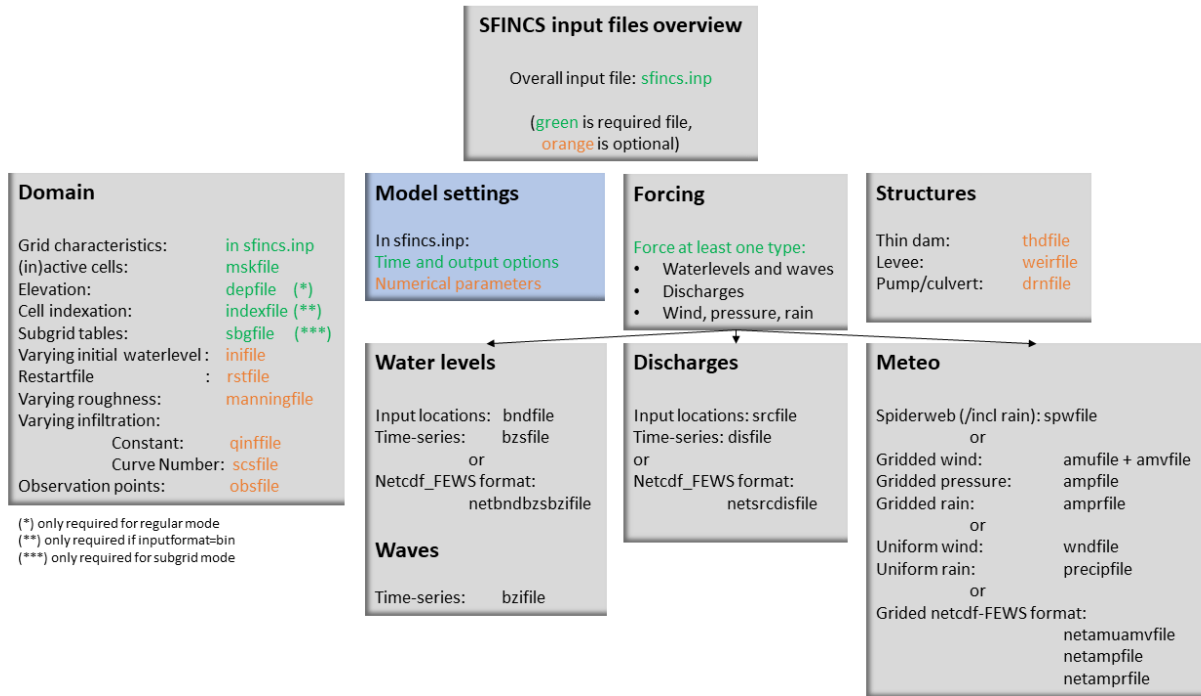 SFINCS input files overview
Overall input file: sfincs.inp
(green is required file,
orange is optional)
Domain
Grid characteristics: in sfincs.inp
(in)active cells: mskfile
Elevation: depfile (*)
Cell indexation: indexfile (**)
Subgrid tables: sbgfile (***)
Varying initial waterlevel : inifile
Restartfile : rstfile
Varying roughness: manningfile
Varying infiltration:
Constant: qinffile
Curve Number: scsfile
Observation points: obsfile
(*) only required for regular mode
(**) only required if inputformat=bin
(***) only required for subgrid mode
Model settings
In sfincs.inp:
Time and output options
Numerical parameters
Forcing
Force at least one type:
• Waterlevels and waves
• Discharges
• Wind, pressure, rain
Structures
Thin dam: thdfile
Levee: weirfile
Pump/culvert: drnfile
Water levels
Input locations: bndfile
Time-series: bzsfile
or
Netcdf_FEWS format:
netbndbzsbzifile
Waves
Time-series: bzifile
Discharges
Input locations: srcfile
Time-series: disfile
or
Netcdf_FEWS format:
netsrcdisfile
Meteo
Spiderweb (/incl rain): spwfile
or
Gridded wind: amufile + amvfile
Gridded pressure: ampfile
Gridded rain: amprfile
or
Uniform wind: wndfile
Uniform rain: precipfile
or
Grided netcdf-FEWS format:
netamuamvfile
netampfile
netamprfile